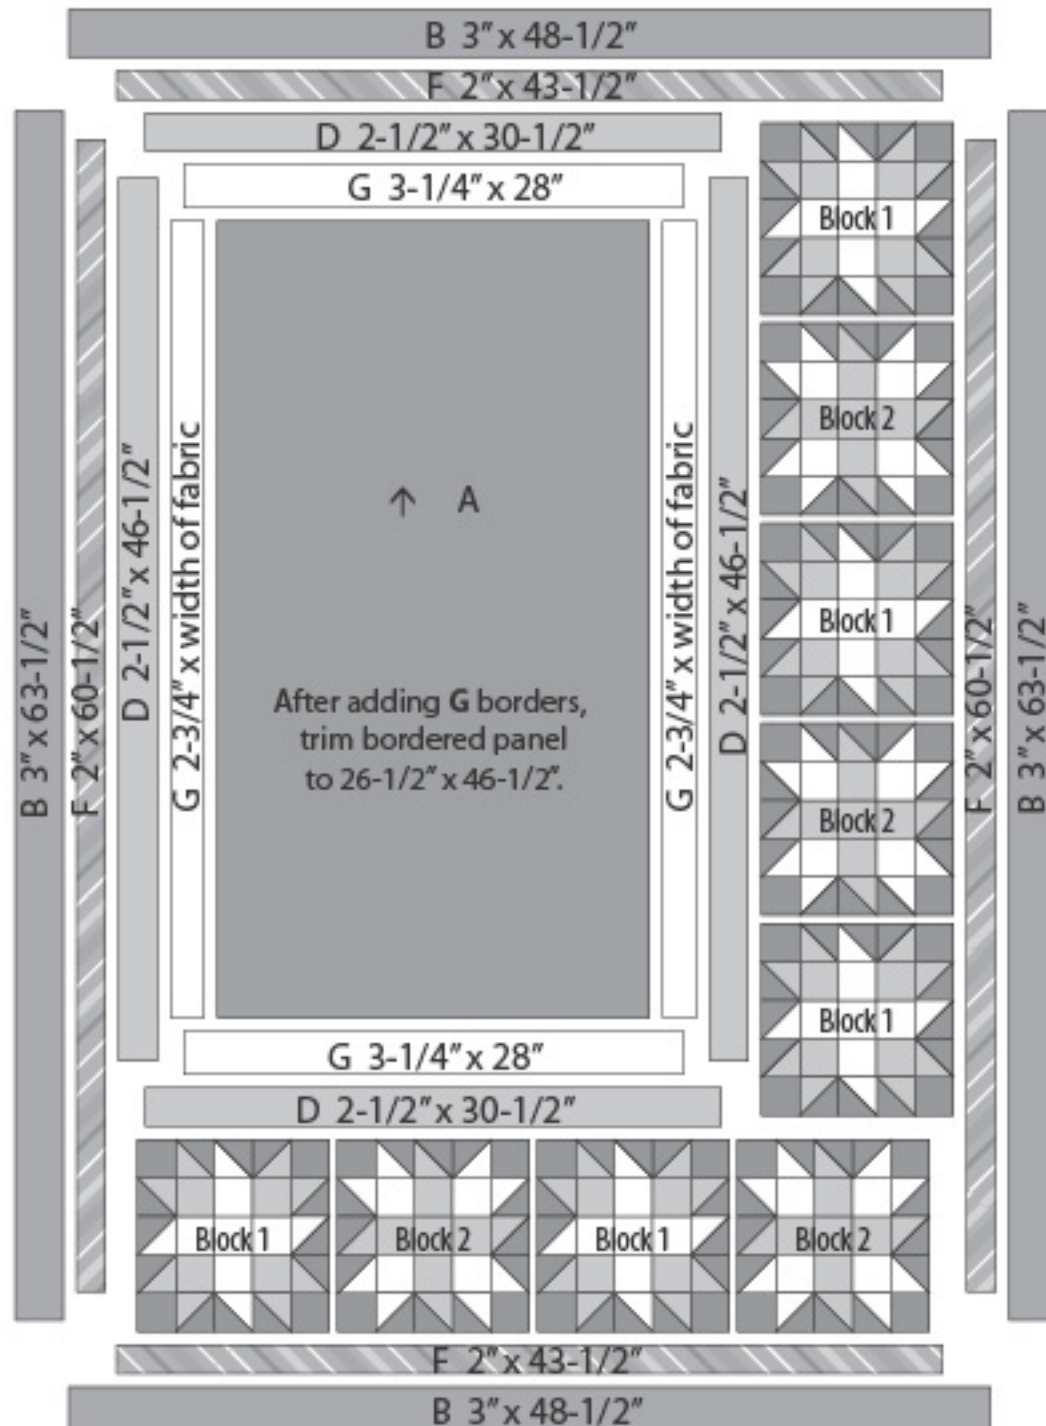 B 3” x 48-1/2”
F 2” x 43-1/2”
D 2-1/2” x 30-1/2”
G 3-1/4” x 28”
B 3” x 63-1/2”
F 2” x 60-1/2”
D 2-1/2” x 46-1/2”
G 2-3/4” x width of fabric
↑ A
After adding G borders,
trim bordered panel
to 26-1/2” x 46-1/2”.
G 2-3/4” x width of fabric
D 2-1/2” x 46-1/2”
Block 1
Block 2
Block 1
Block 2
Block 1
F 2” x 60-1/2”
B 3” x 63-1/2”
G 3-1/4” x 28”
D 2-1/2” x 30-1/2”
Block 1
Block 2
Block 1
Block 2
F 2” x 43-1/2”
B 3” x 48-1/2”